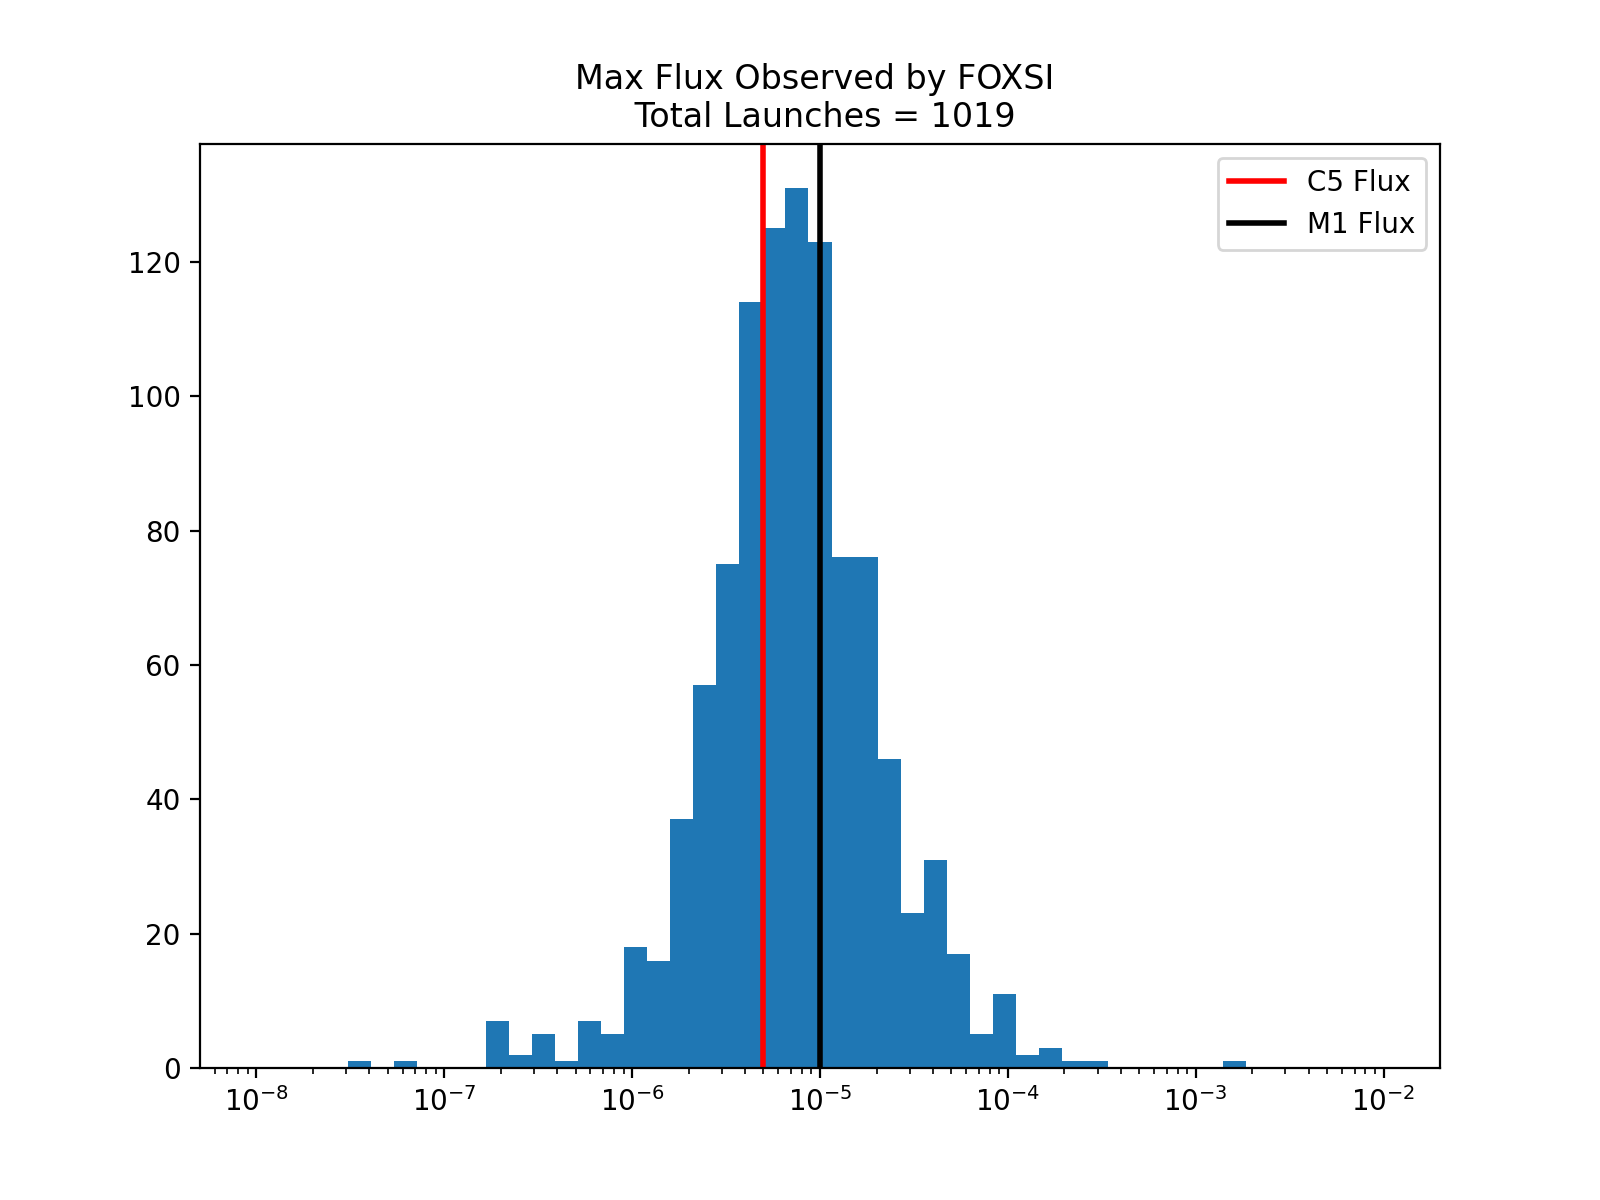 Max Flux Observed by FOXSI
Total Launches = 1019
C5 Flux
M1 Flux
120
100
80
60
40
20
0
10⁻⁸ 10⁻⁷ 10⁻⁶ 10⁻⁵ 10⁻⁴ 10⁻³ 10⁻²